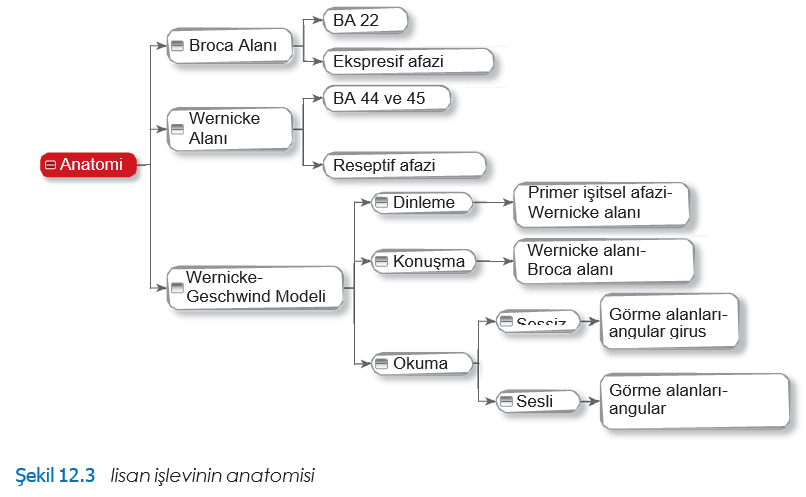 BA 22
Broca Alanı
Ekspresif afazi
BA 44 ve 45
Wernicke
Alanı
Anatomi
Reseptif afazi
Dinleme
Primer işitsel afazi-
Wernicke alanı
Konuşma
Wernicke alanı-
Broca alanı
Wernicke-
Geschwind Modeli
Sessiz
Görme alanları-
angular girus
Okuma
Sesli
Görme alanları-
angular
Şekil 12.3 lisan işlevinin anatomisi